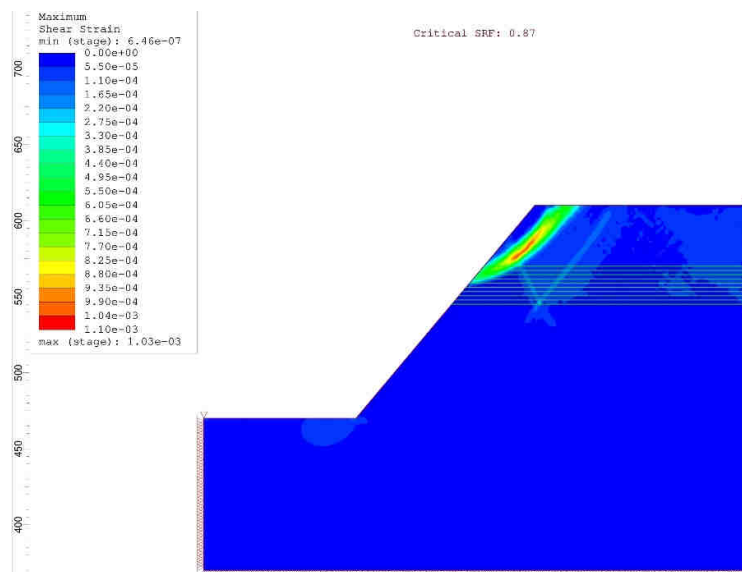 Maximum
Shear Strain
min (stage): 6.46e-07
0.00e+00
5.50e-05
1.10e-04
1.65e-04
2.20e-04
2.75e-04
3.30e-04
3.85e-04
4.40e-04
4.95e-04
5.50e-04
6.05e-04
6.60e-04
7.15e-04
7.70e-04
8.25e-04
8.80e-04
9.35e-04
9.90e-04
1.04e-03
1.10e-03
max (stage): 1.03e-03
Critical SRF: 0.87
700
650
600
550
500
450
400